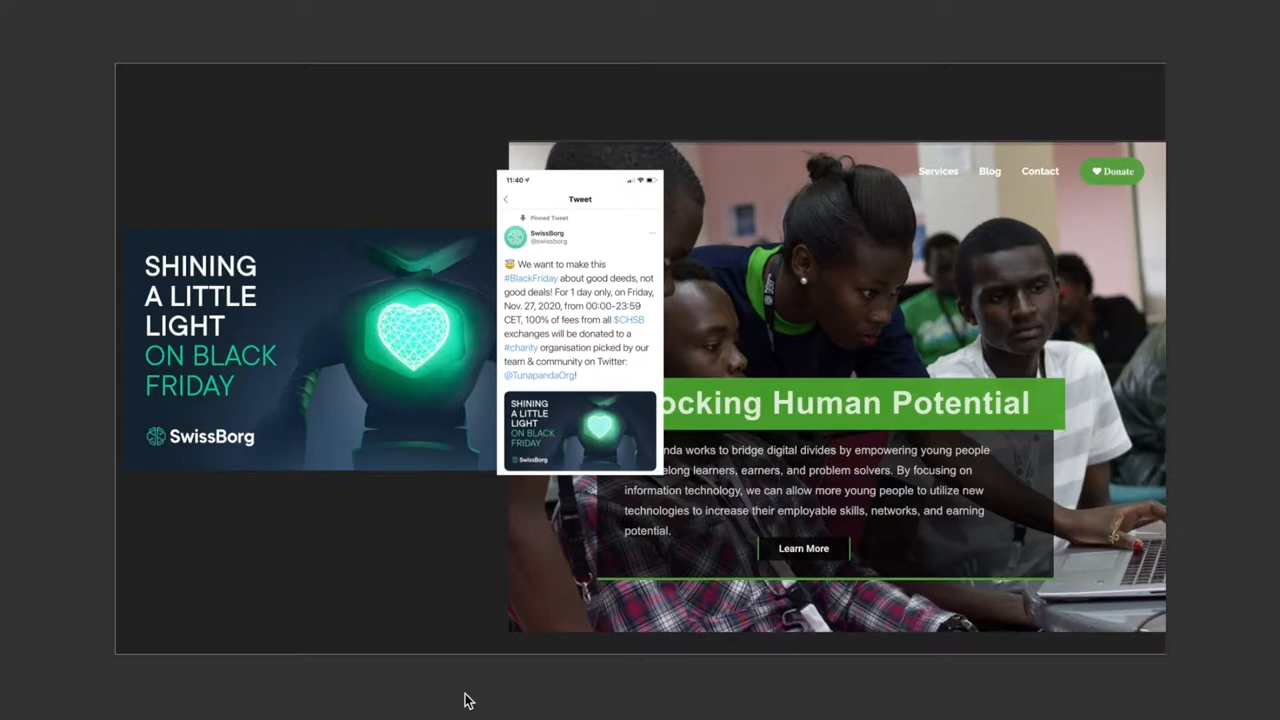 SHINING
A LITTLE
LIGHT
ON BLACK
FRIDAY
SwissBorg
11:40
Tweet
Pinned Tweet
SwissBorg
@swissborg
We want to make this
#BlackFriday about good deeds, not
good deals! For 1 day only, on Friday,
Nov. 27, 2020, from 00:00-23:59
CET, 100% of fees from all $CHSB
exchanges will be donated to a
#charity organisation picked by our
team & community on Twitter:
@TunapandaOrg!
SHINING
A LITTLE
LIGHT
ON BLACK
FRIDAY
SwissBorg
Services Blog Contact Donate
ocking Human Potential
nda works to bridge digital divides by empowering young people
elong learners, earners, and problem solvers. By focusing on
information technology, we can allow more young people to utilize new
technologies to increase their employable skills, networks, and earning
potential.
Learn More